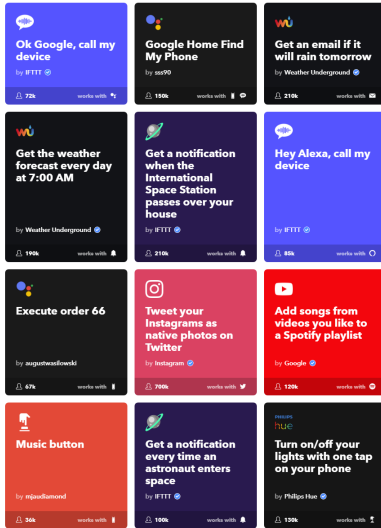 Ok Google, call my
device
by IFTTT
72k
works with
Google Home Find
My Phone
by sss90
150k
works with
Get an email if it
will rain tomorrow
by Weather Underground
210k
works with
Get the weather
forecast every day
at 7:00 AM
by Weather Underground
190k
works with
Get a notification
when the
International
Space Station
passes over your
house
by IFTTT
210k
works with
Hey Alexa, call my
device
by IFTTT
85k
works with
Execute order 66
by augustwasilowski
67k
works with
Tweet your
Instagrams as
native photos on
Twitter
by Instagram
700k
works with
Add songs from
videos you like to
a Spotify playlist
by Google
120k
works with
Music button
by mjaudiamond
36k
works with
Get a notification
every time an
astronaut enters
space
by IFTTT
100k
works with
PHILIPS
hue
Turn on/off your
lights with one tap
on your phone
by Philips Hue
130k
works with